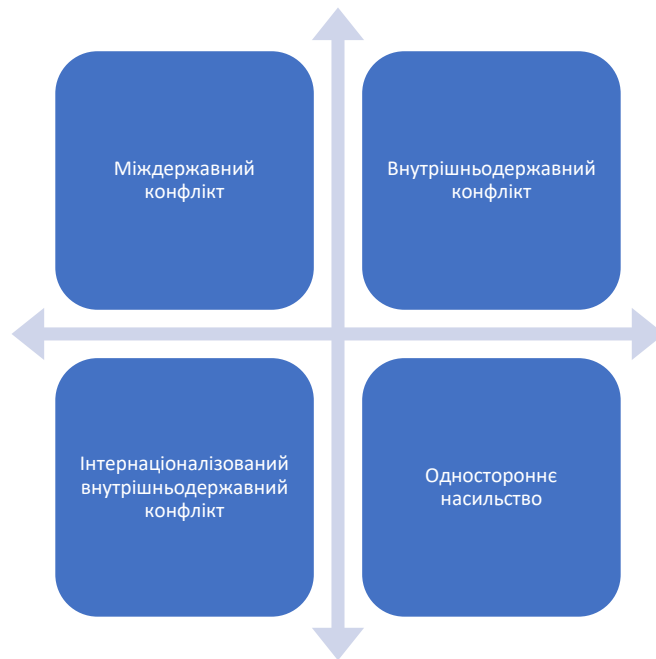 Міждержавний
конфлікт
Внутрішньодержавний
конфлікт
Інтернаціоналізований
внутрішньодержавний
конфлікт
Одностороннє
насильство